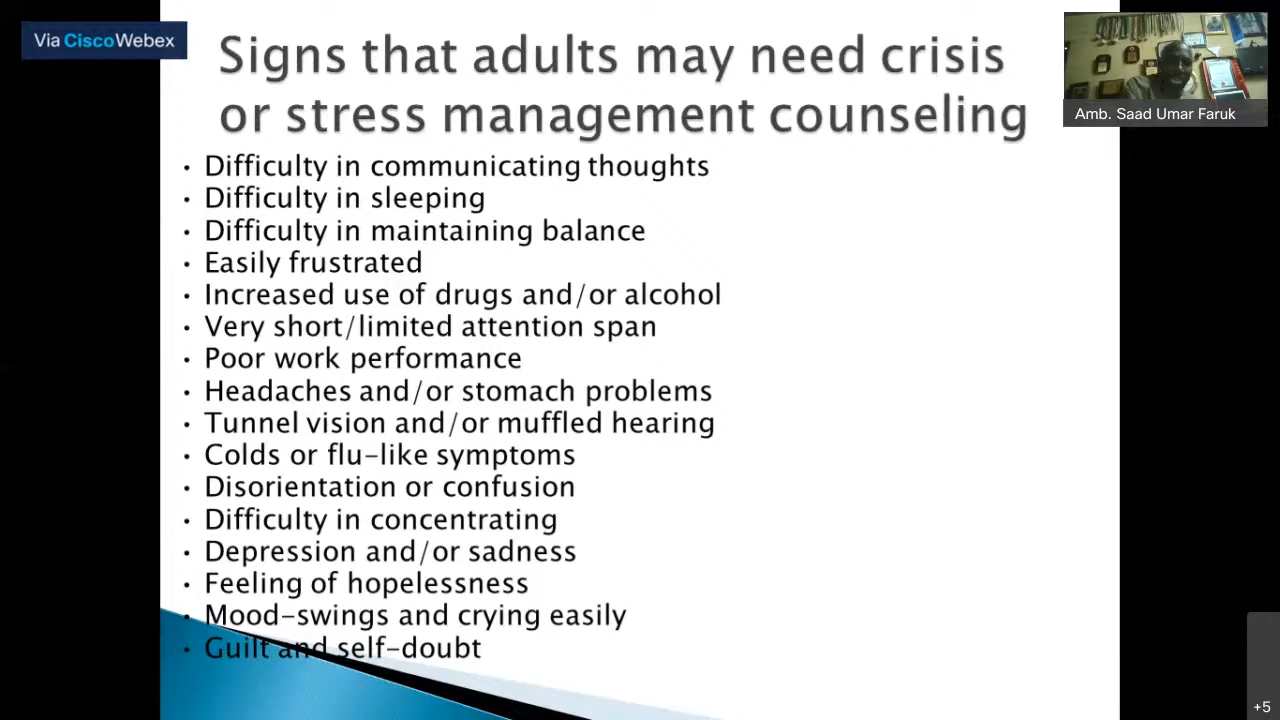 Via CiscoWebex
Signs that adults may need crisis
or stress management counseling
Amb. Saad Umar Faruk
• Difficulty in communicating thoughts
• Difficulty in sleeping
• Difficulty in maintaining balance
• Easily frustrated
• Increased use of drugs and/or alcohol
• Very short/limited attention span
• Poor work performance
• Headaches and/or stomach problems
• Tunnel vision and/or muffled hearing
• Colds or flu-like symptoms
• Disorientation or confusion
• Difficulty in concentrating
• Depression and/or sadness
• Feeling of hopelessness
• Mood-swings and crying easily
• Guilt and self-doubt
+5